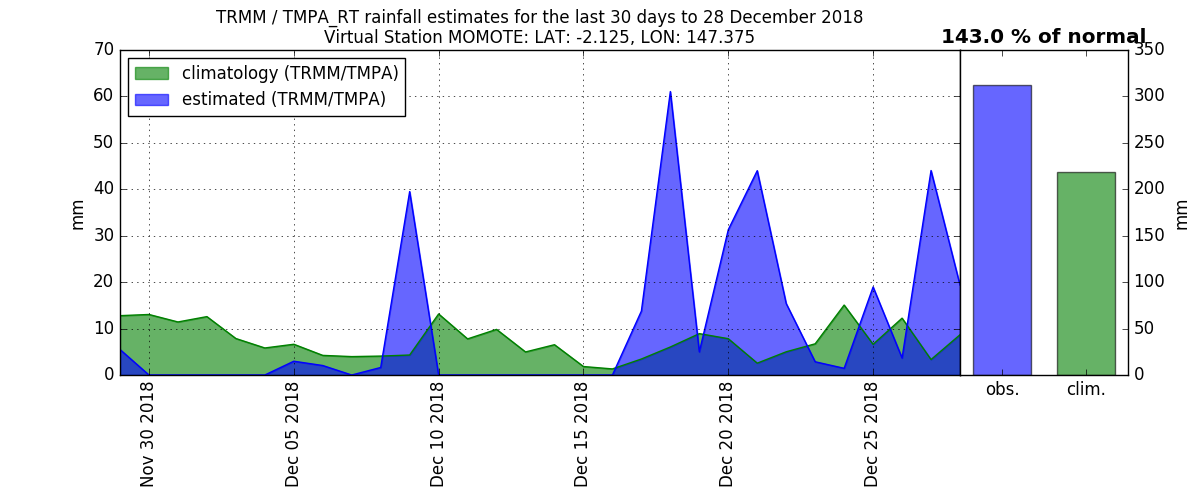 TRMM / TMPA_RT rainfall estimates for the last 30 days to 28 December 2018
Virtual Station MOMOTE: LAT: -2.125, LON: 147.375
143.0 % of normal
climatology (TRMM/TMPA)
estimated (TRMM/TMPA)
70
60
50
40
30
20
10
0
mm
Nov 30 2018
Dec 05 2018
Dec 10 2018
Dec 15 2018
Dec 20 2018
Dec 25 2018
obs.
clim.
350
300
250
200
150
100
50
0
mm